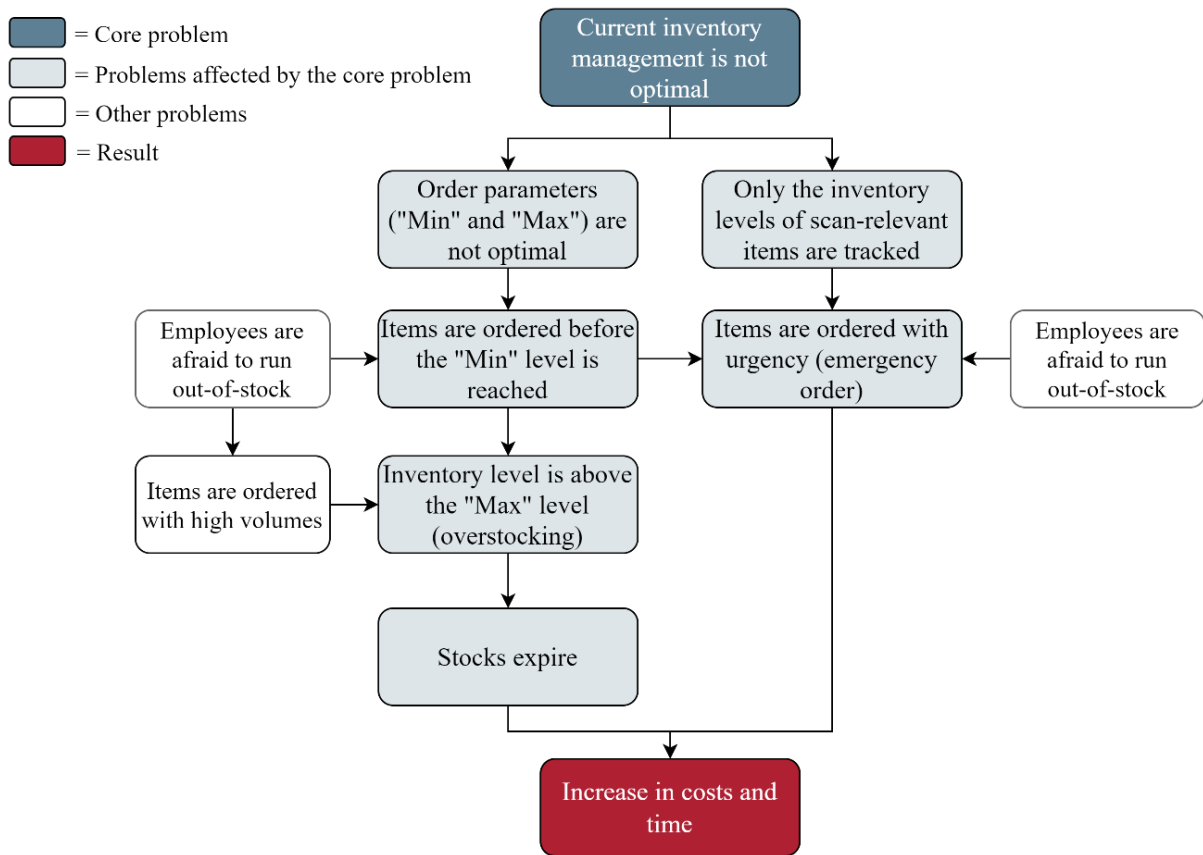 = Core problem
= Problems affected by the core problem
= Other problems
= Result
Current inventory
management is not
optimal
Order parameters
("Min" and "Max") are
not optimal
Only the inventory
levels of scan-relevant
items are tracked
Employees are
afraid to run
out-of-stock
Items are ordered before
the "Min" level is
reached
Items are ordered with
urgency (emergency
order)
Employees are
afraid to run
out-of-stock
Items are ordered
with high volumes
Inventory level is above
the "Max" level
(overstocking)
Stocks expire
Increase in costs and
time